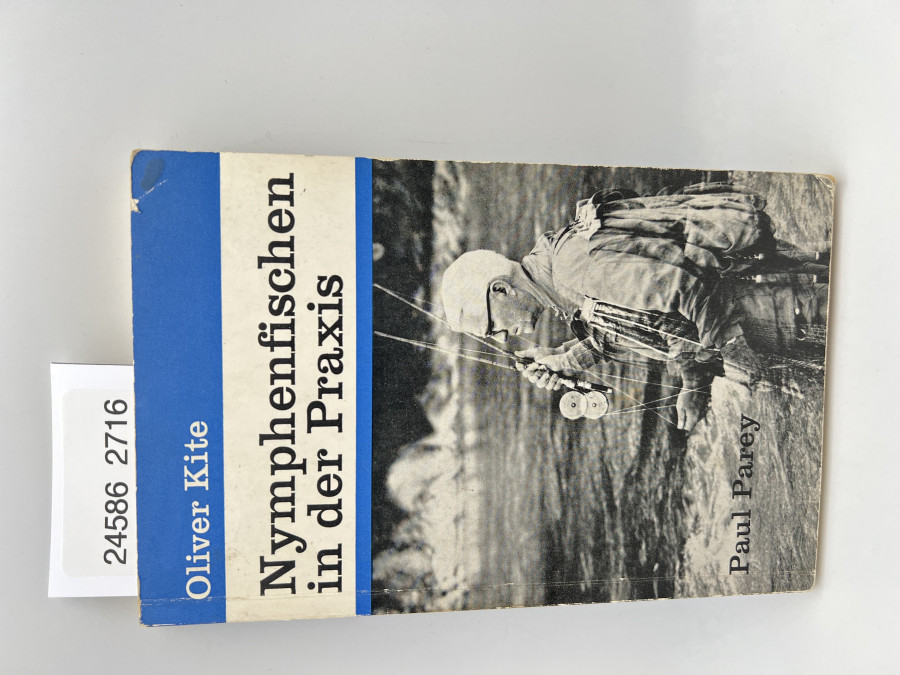 Oliver Kite
Nymphenfischen
in der Praxis
Paul Parey
24586 2716